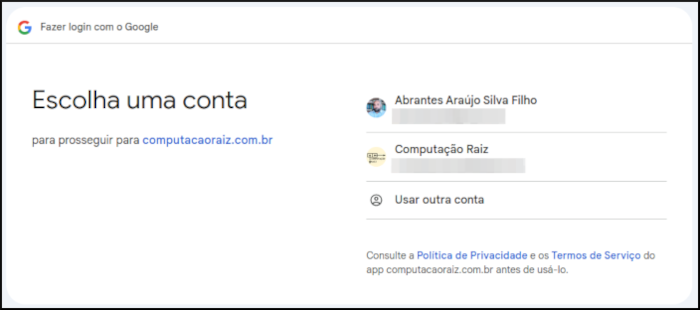 Fazer login com o Google
Escolha uma conta
para prosseguir para computacaoraiz.com.br
Abrantes Araújo Silva Filho
Computação Raiz
Usar outra conta
Consulte a Política de Privacidade e os Termos de Serviço do
app computacaoraiz.com.br antes de usá-lo.